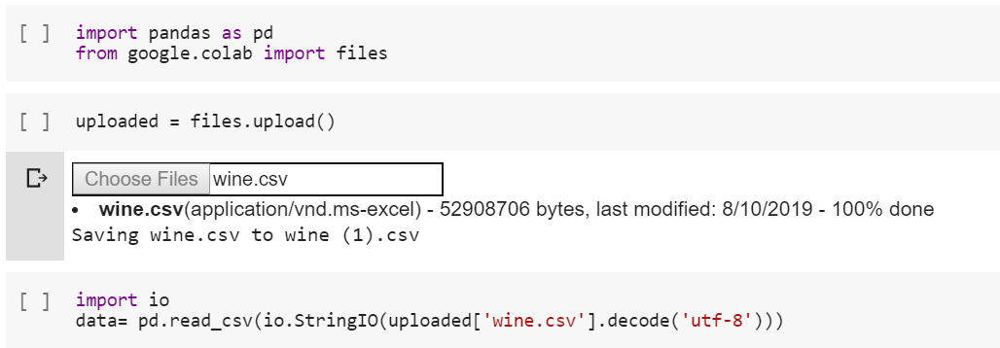 [ ] import pandas as pd
from google.colab import files
[ ] uploaded = files.upload()
Choose Files wine.csv
• wine.csv(application/vnd.ms-excel) - 52908706 bytes, last modified: 8/10/2019 - 100% done
Saving wine.csv to wine (1).csv
[ ] import io
data= pd.read_csv(io.StringIO(uploaded['wine.csv'].decode('utf-8')))